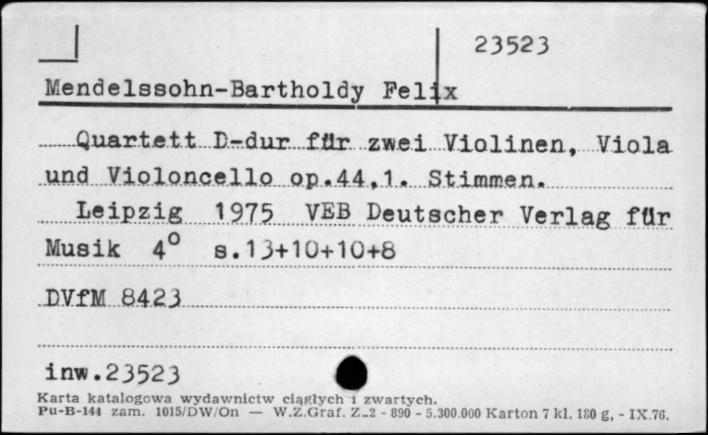 23523
Mendelssohn-Bartholdy Felix
Quartett D-dur für zwei Violinen, Viola
und Violoncello op.44,1. Stimmen.
Leipzig 1975 VEB Deutscher Verlag für
Musik 4° s.13+10+10+8
DVfM 8423
inw.23523
Karta katalogowa wydawnictw ciągłych i zwartych.
Pu-B-144 zam. 1015/DW/On — W.Z.Graf. Z-2 - 890 - 5.300.000 Karton 7 kl. 180 g, - IX.76.